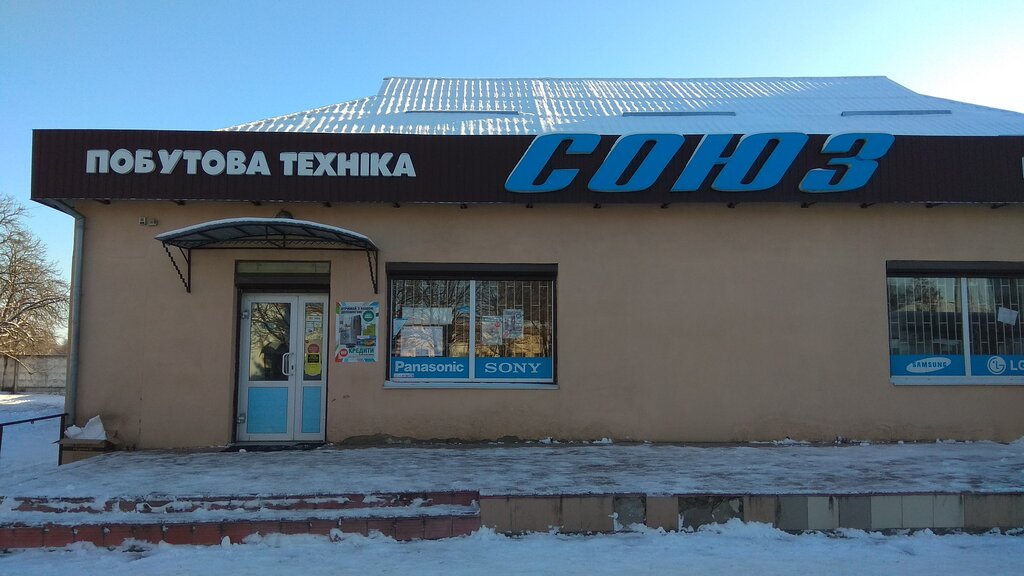 ПОБУТОВА ТЕХНІКА
СОЮЗ
КРЕДИТИ
Panasonic
SONY
SAMSUNG
LG